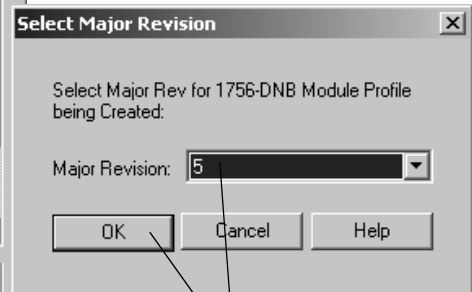 Select Major Revision
Select Major Rev for 1756-DNB Module Profile
being Created:
Major Revision: 5
OK Cancel Help